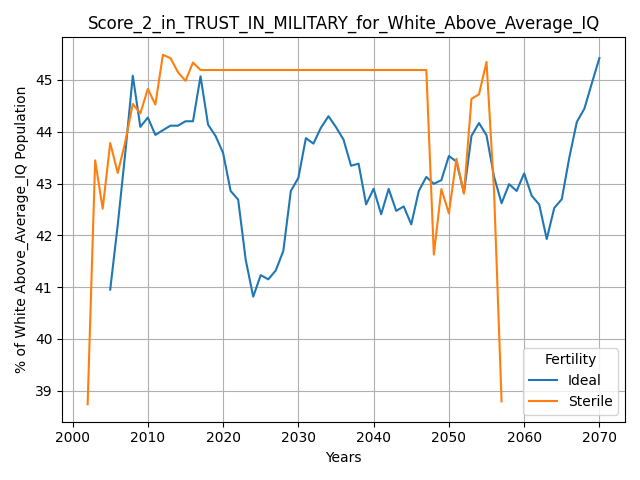 Score_2_in_TRUST_IN_MILITARY_for_White_Above_Average_IQ
% of White Above_Average_IQ Population
45
44
43
42
41
40
39
2000 2010 2020 2030 2040 2050 2060 2070
Years
Fertility
Ideal
Sterile